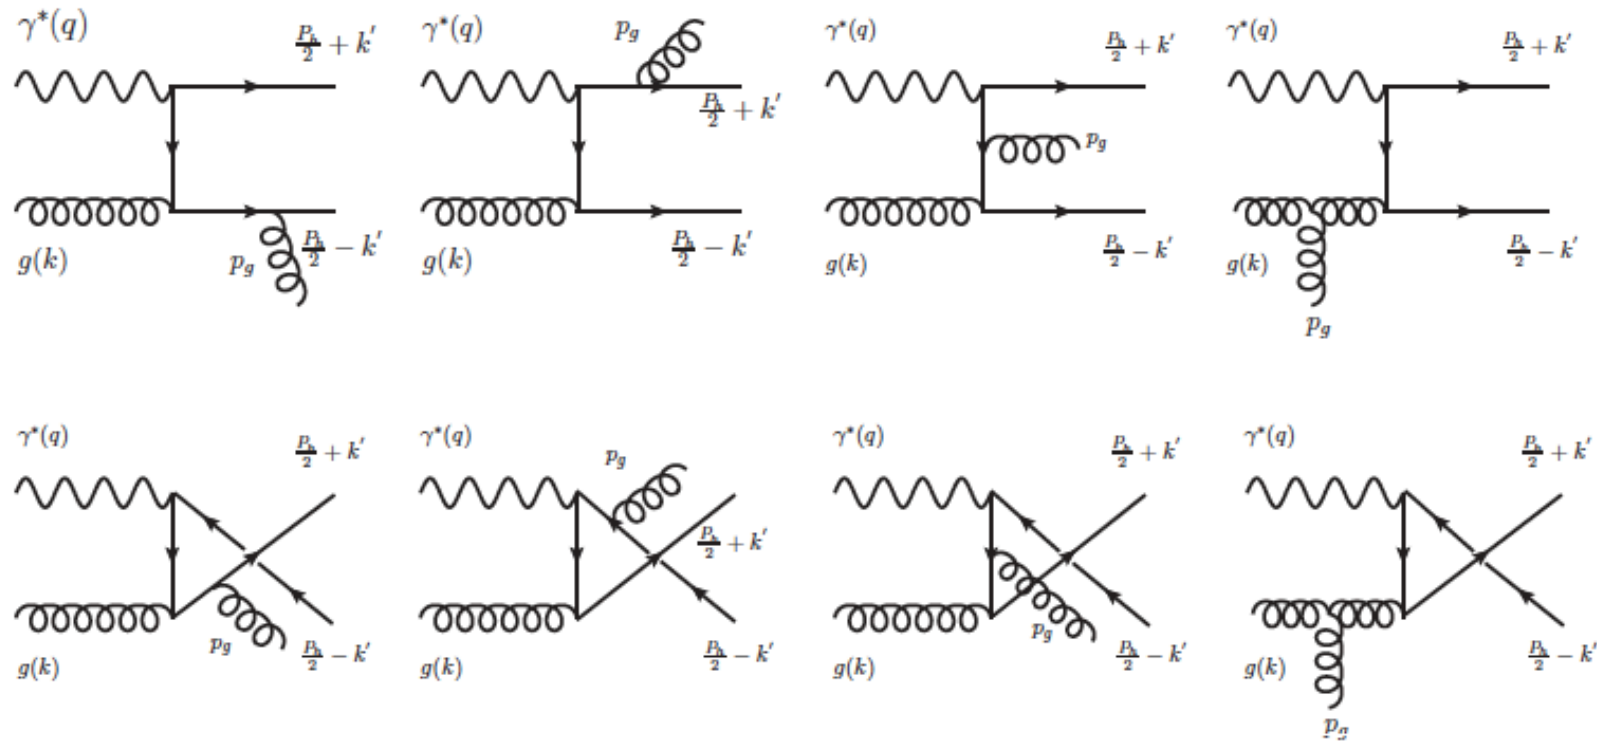 γ*(q)
P_h/2 + k′
g(k)
p_g
P_h/2 − k′
γ*(q)
p_g
P_h/2 + k′
g(k)
P_h/2 − k′
γ*(q)
P_h/2 + k′
p_g
g(k)
P_h/2 − k′
γ*(q)
P_h/2 + k′
g(k)
P_h/2 − k′
p_g
γ*(q)
P_h/2 + k′
p_g
g(k)
P_h/2 − k′
γ*(q)
p_g
P_h/2 + k′
g(k)
P_h/2 − k′
γ*(q)
P_h/2 + k′
p_g
g(k)
P_h/2 − k′
γ*(q)
P_h/2 + k′
g(k)
P_h/2 − k′
p_g